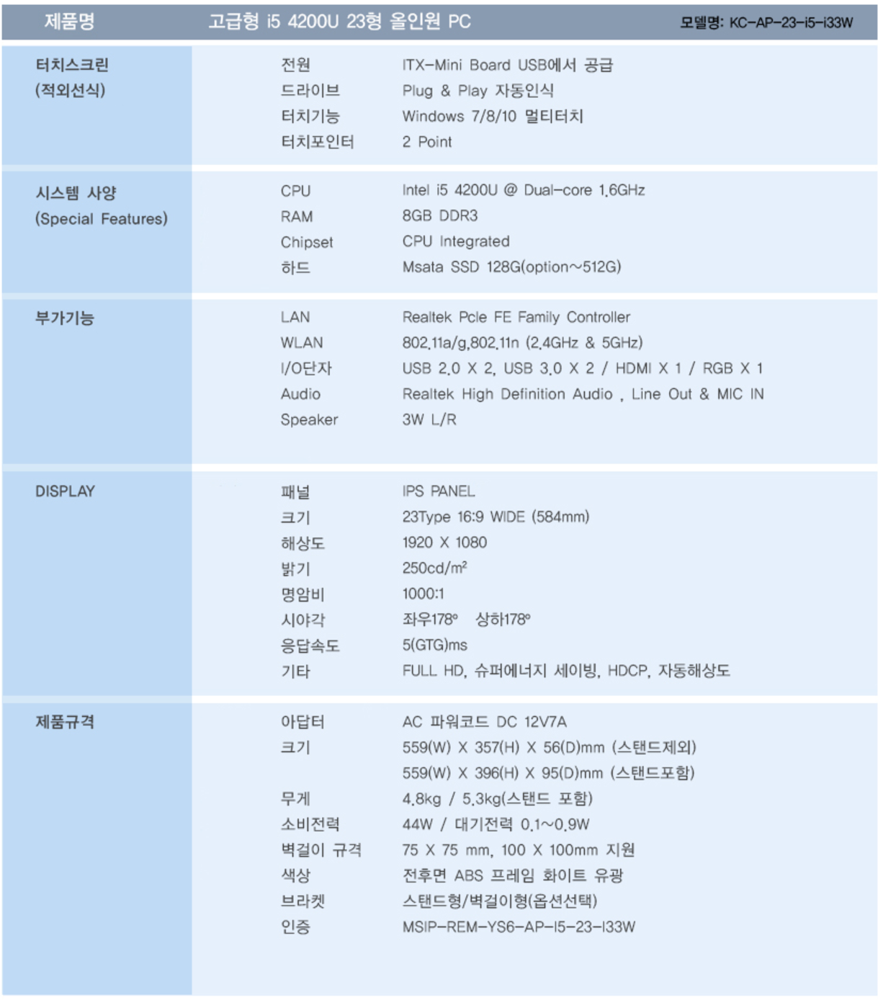 제품명 고급형 i5 4200U 23형 올인원 PC 모델명: KC-AP-23-i5-i33W
터치스크린 전원 ITX-Mini Board USB에서 공급
(적외선식) 드라이브 Plug & Play 자동인식
터치기능 Windows 7/8/10 멀티터치
터치포인터 2 Point
시스템 사양 CPU Intel i5 4200U @ Dual-core 1.6GHz
(Special Features) RAM 8GB DDR3
Chipset CPU Integrated
하드 Msata SSD 128G(option~512G)
부가기능 LAN Realtek Pcle FE Family Controller
WLAN 802.11a/g,802.11n (2.4GHz & 5GHz)
I/O단자 USB 2.0 X 2, USB 3.0 X 2 / HDMI X 1 / RGB X 1
Audio Realtek High Definition Audio , Line Out & MIC IN
Speaker 3W L/R
DISPLAY 패널 IPS PANEL
크기 23Type 16:9 WIDE (584mm)
해상도 1920 X 1080
밝기 250cd/m²
명암비 1000:1
시야각 좌우178° 상하178°
응답속도 5(GTG)ms
기타 FULL HD, 슈퍼에너지 세이빙, HDCP, 자동해상도
제품규격 아답터 AC 파워코드 DC 12V7A
크기 559(W) X 357(H) X 56(D)mm (스탠드제외)
559(W) X 396(H) X 95(D)mm (스탠드포함)
무게 4.8kg / 5.3kg(스탠드 포함)
소비전력 44W / 대기전력 0.1~0.9W
벽걸이 규격 75 X 75 mm, 100 X 100mm 지원
색상 전후면 ABS 프레임 화이트 유광
브라켓 스탠드형/벽걸이형(옵션선택)
인증 MSIP-REM-YS6-AP-I5-23-I33W